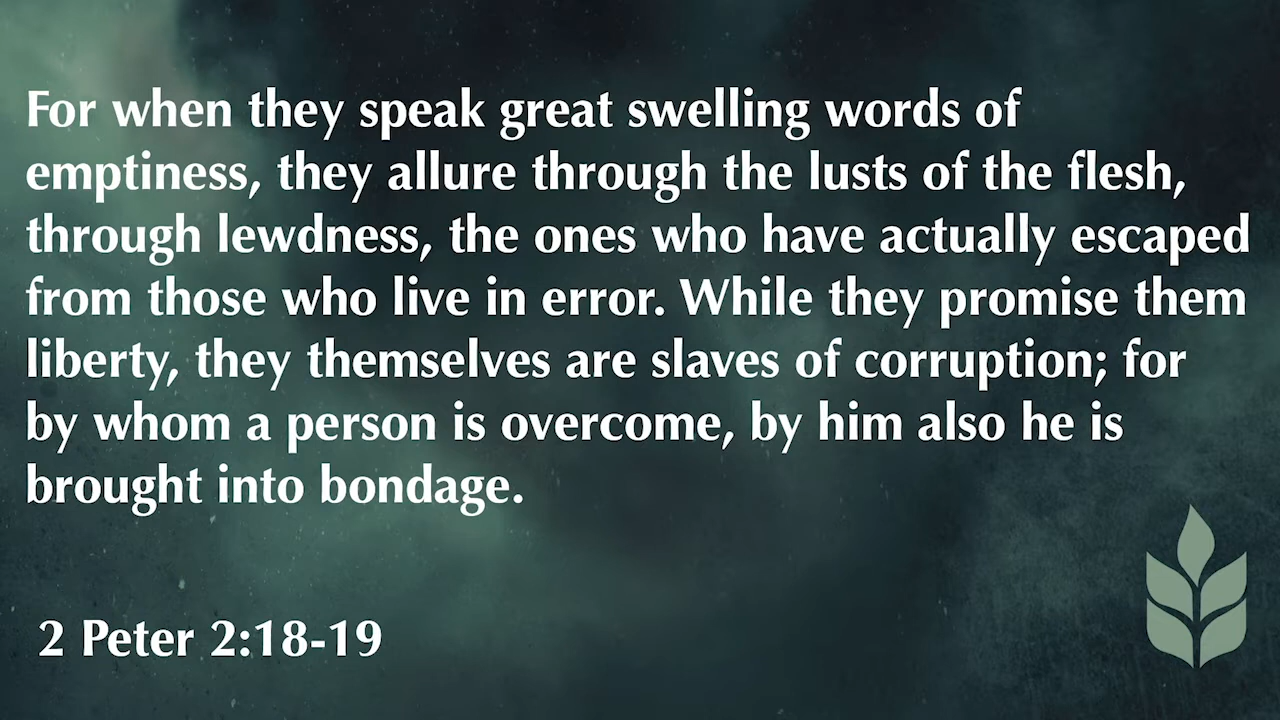 For when they speak great swelling words of
emptiness, they allure through the lusts of the flesh,
through lewdness, the ones who have actually escaped
from those who live in error. While they promise them
liberty, they themselves are slaves of corruption; for
by whom a person is overcome, by him also he is
brought into bondage.
2 Peter 2:18-19